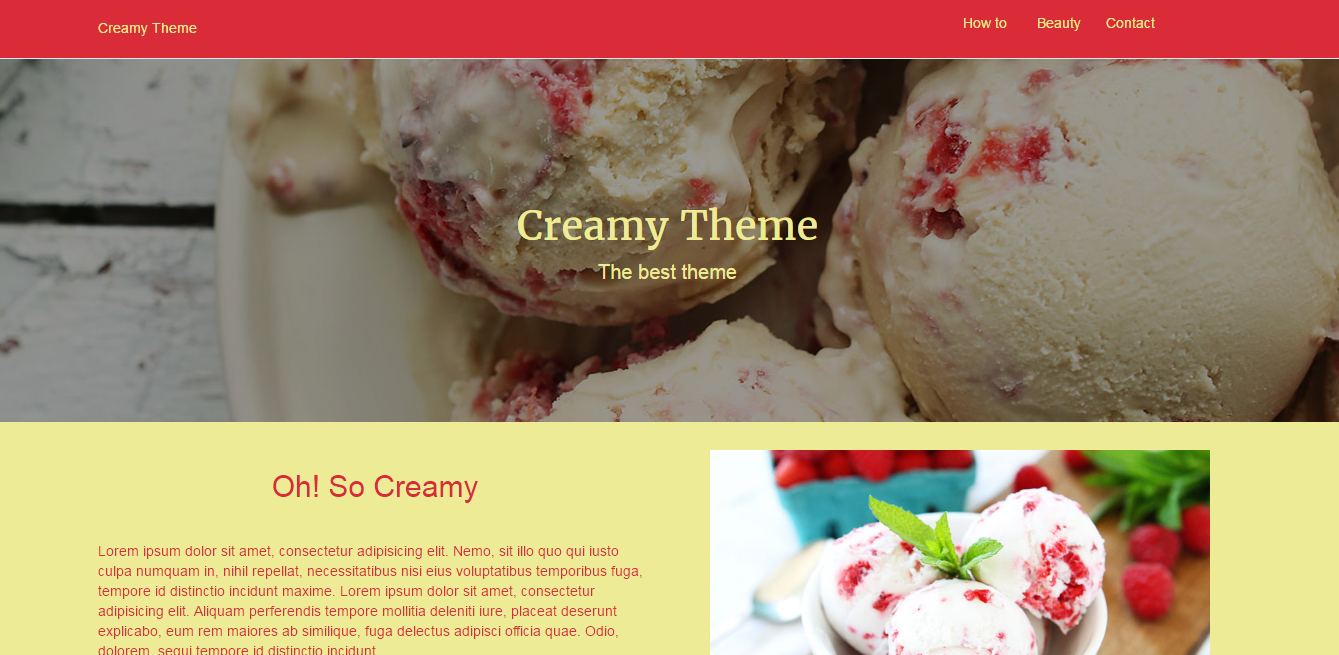 Creamy Theme
How to Beauty Contact
Creamy Theme
The best theme
Oh! So Creamy
Lorem ipsum dolor sit amet, consectetur adipisicing elit. Nemo, sit illo quo qui iusto
culpa numquam in, nihil repellat, necessitatibus nisi eius voluptatibus temporibus fuga,
tempore id distinctio incidunt maxime. Lorem ipsum dolor sit amet, consectetur
adipisicing elit. Aliquam perferendis tempore mollitia deleniti iure, placeat deserunt
explicabo, eum rem maiores ab similique, fuga delectus adipisci officia quae. Odio,
dolorem, sequi tempore id distinctio incidunt